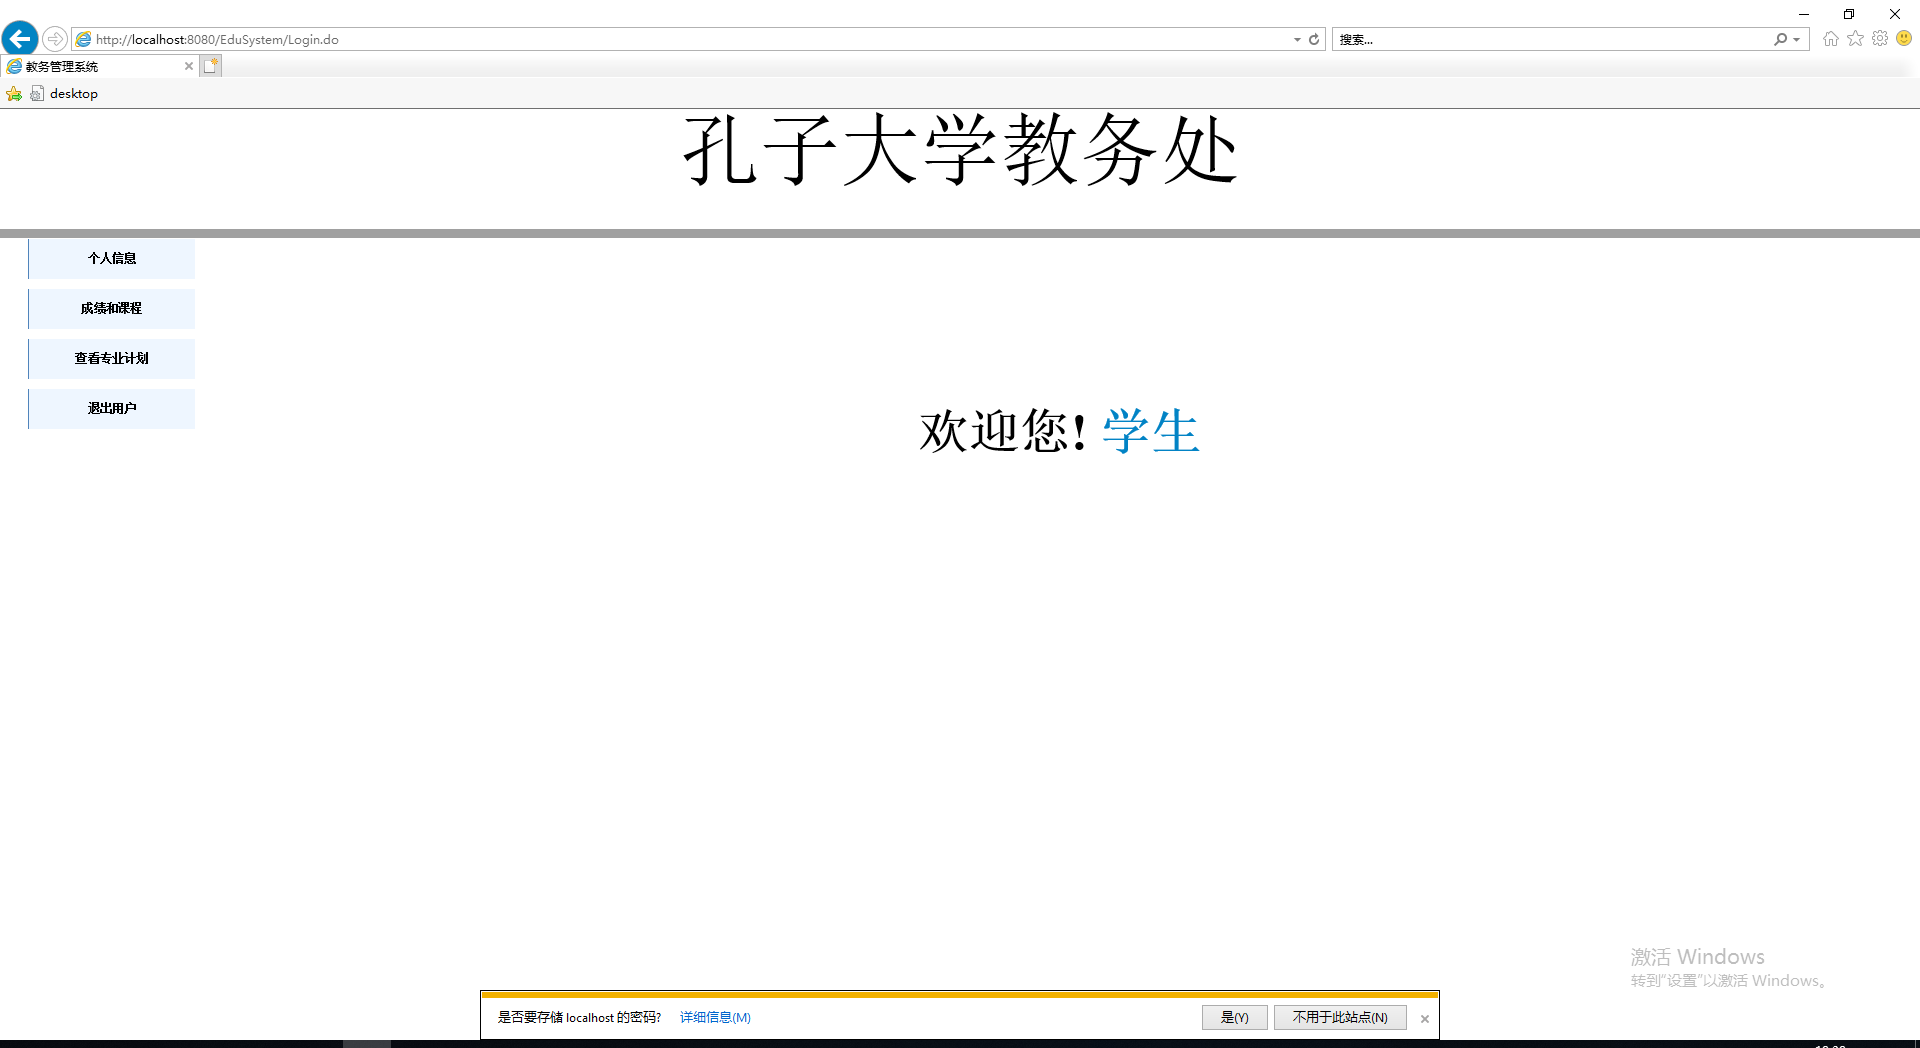 http://localhost:8080/EduSystem/Login.do
搜索...
教务管理系统
desktop
孔子大学教务处
个人信息
成绩和课程
查看专业计划
退出用户
欢迎您! 学生
激活 Windows
转到“设置”以激活 Windows。
是否要存储 localhost 的密码? 详细信息(M) 是(Y) 不用于此站点(N)